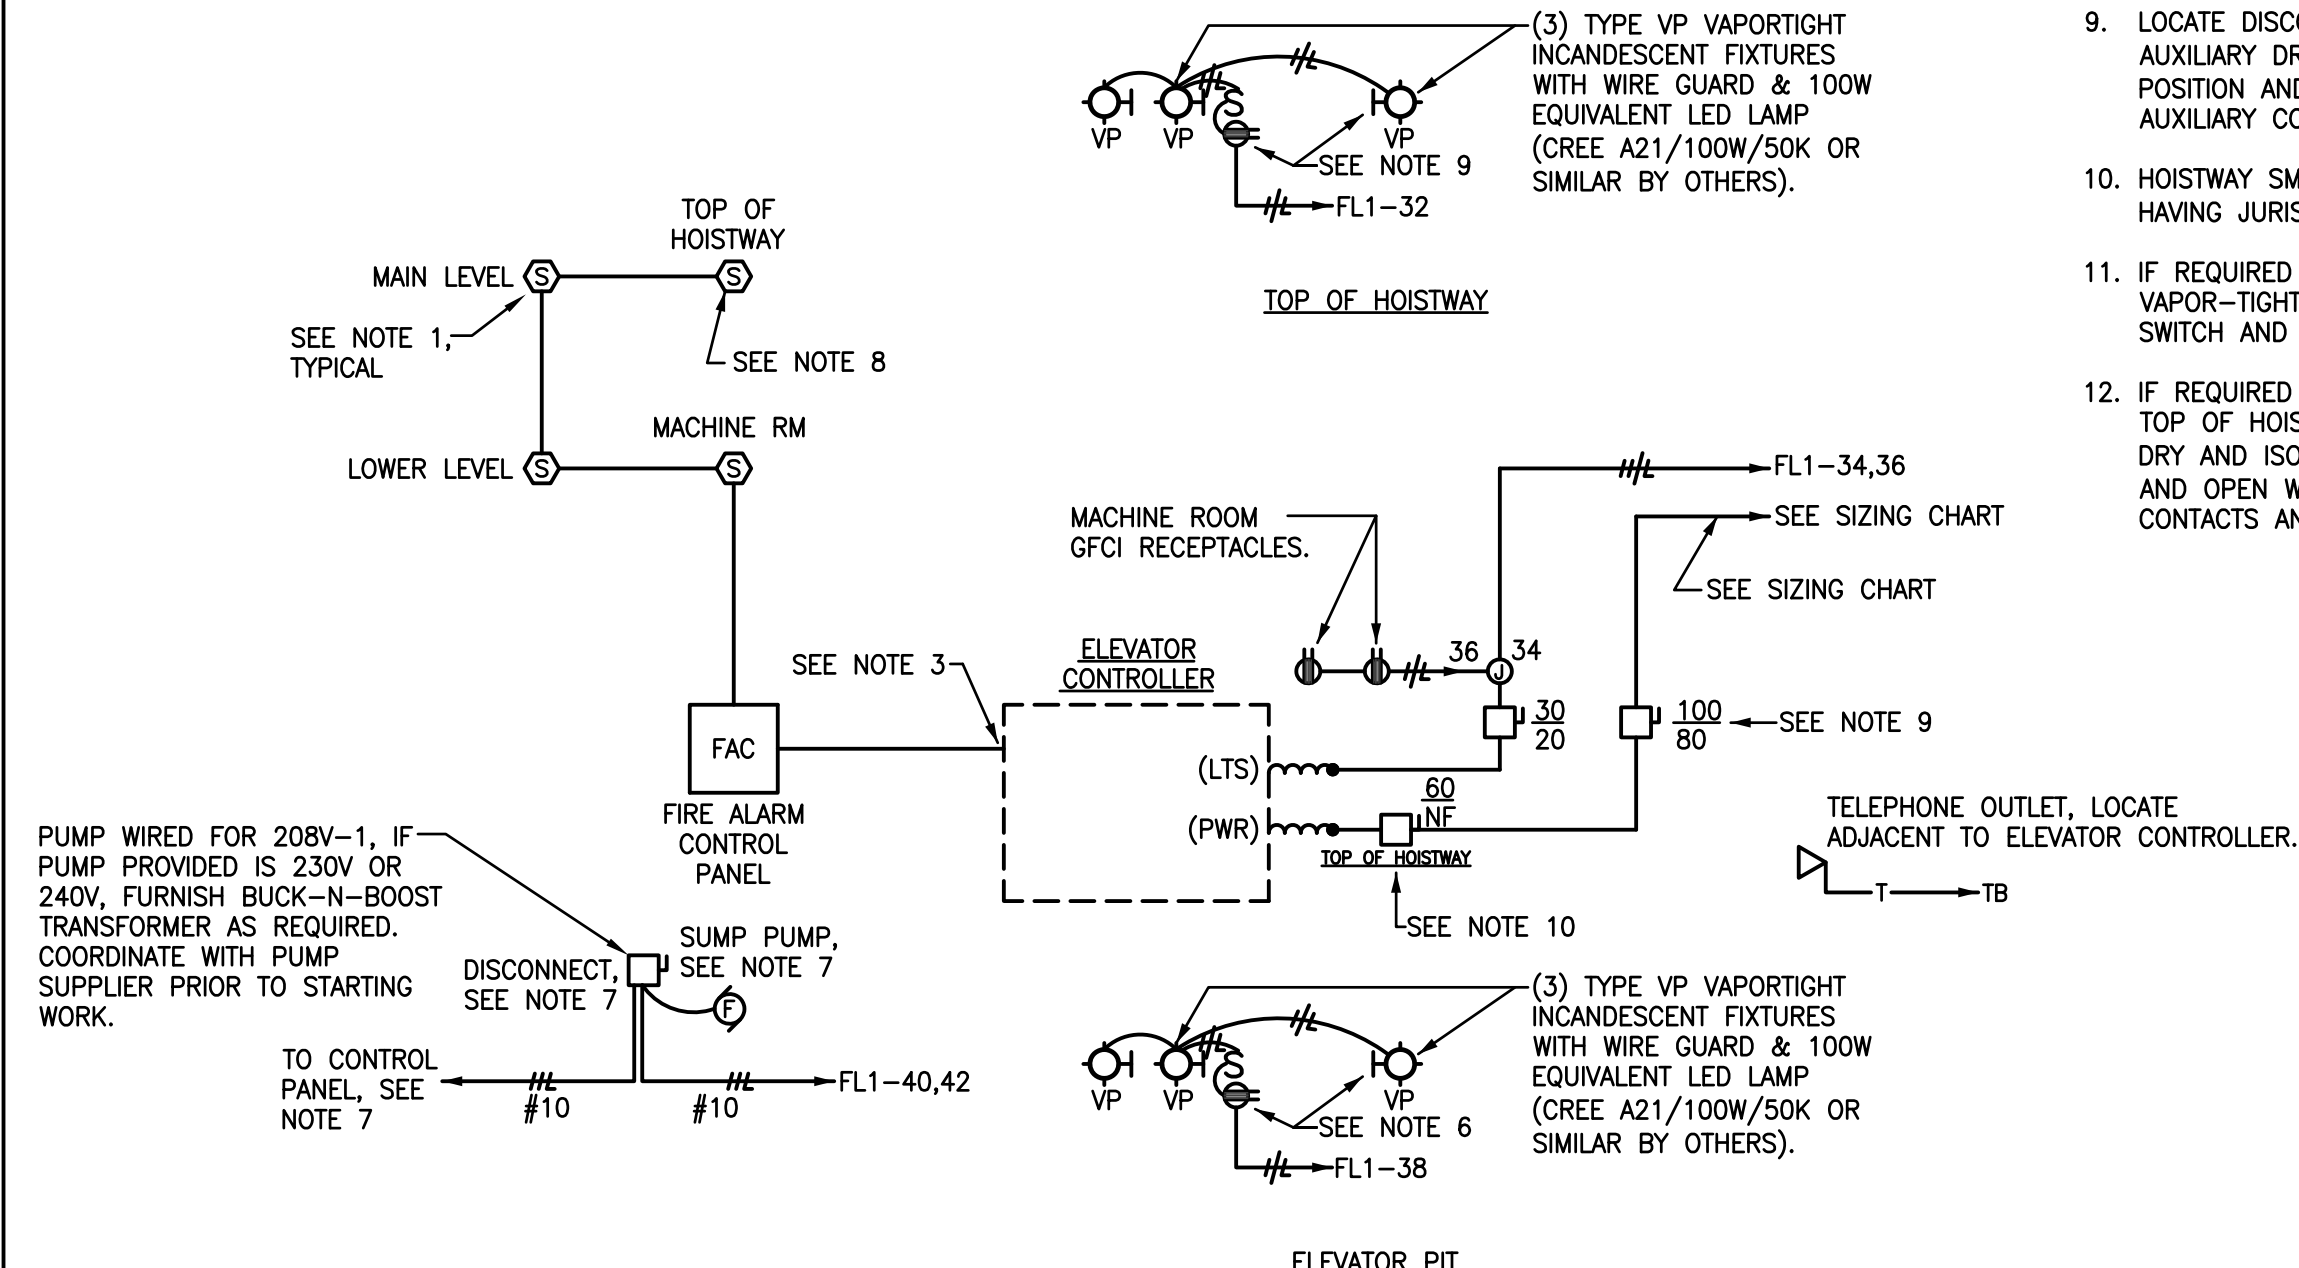 (3) TYPE VP VAPORTIGHT
INCANDESCENT FIXTURES
WITH WIRE GUARD & 100W
EQUIVALENT LED LAMP
(CREE A21/100W/50K OR
SIMILAR BY OTHERS).
S
VP
VP
VP
SEE NOTE 9
FL1-32
TOP OF HOISTWAY
9. LOCATE
AUXILIARY
POSITION
AUXILIARY
10. HOISTWAY
HAVING
11. IF REQUIRED
VAPOR-TIGHT
SWITCH AND
12. IF REQUIRED
TOP OF
DRY AND
AND OPEN
CONTACTS
TOP OF
HOISTWAY
MAIN LEVEL
S
S
SEE NOTE 1,
TYPICAL
SEE NOTE 8
MACHINE RM
LOWER LEVEL
S
S
FL1-34,36
SEE SIZING CHART
SEE SIZING CHART
MACHINE ROOM
GFCI RECEPTACLES.
36
34
J
SEE NOTE 3
ELEVATOR
CONTROLLER
30
20
100
80
SEE NOTE 9
FAC
FIRE ALARM
CONTROL
PANEL
(LTS)
(PWR)
60
NF
TOP OF HOISTWAY
SEE NOTE 10
TELEPHONE OUTLET, LOCATE
ADJACENT TO ELEVATOR CONTROLLER.
T
TB
PUMP WIRED FOR 208V-1, IF
PUMP PROVIDED IS 230V OR
240V, FURNISH BUCK-N-BOOST
TRANSFORMER AS REQUIRED.
COORDINATE WITH PUMP
SUPPLIER PRIOR TO STARTING
WORK.
DISCONNECT,
SEE NOTE 7
SUMP PUMP,
SEE NOTE 7
F
TO CONTROL
PANEL, SEE
NOTE 7
#10
#10
FL1-40,42
(3) TYPE VP VAPORTIGHT
INCANDESCENT FIXTURES
WITH WIRE GUARD & 100W
EQUIVALENT LED LAMP
(CREE A21/100W/50K OR
SIMILAR BY OTHERS).
S
VP
VP
VP
SEE NOTE 6
FL1-38
ELEVATOR PIT